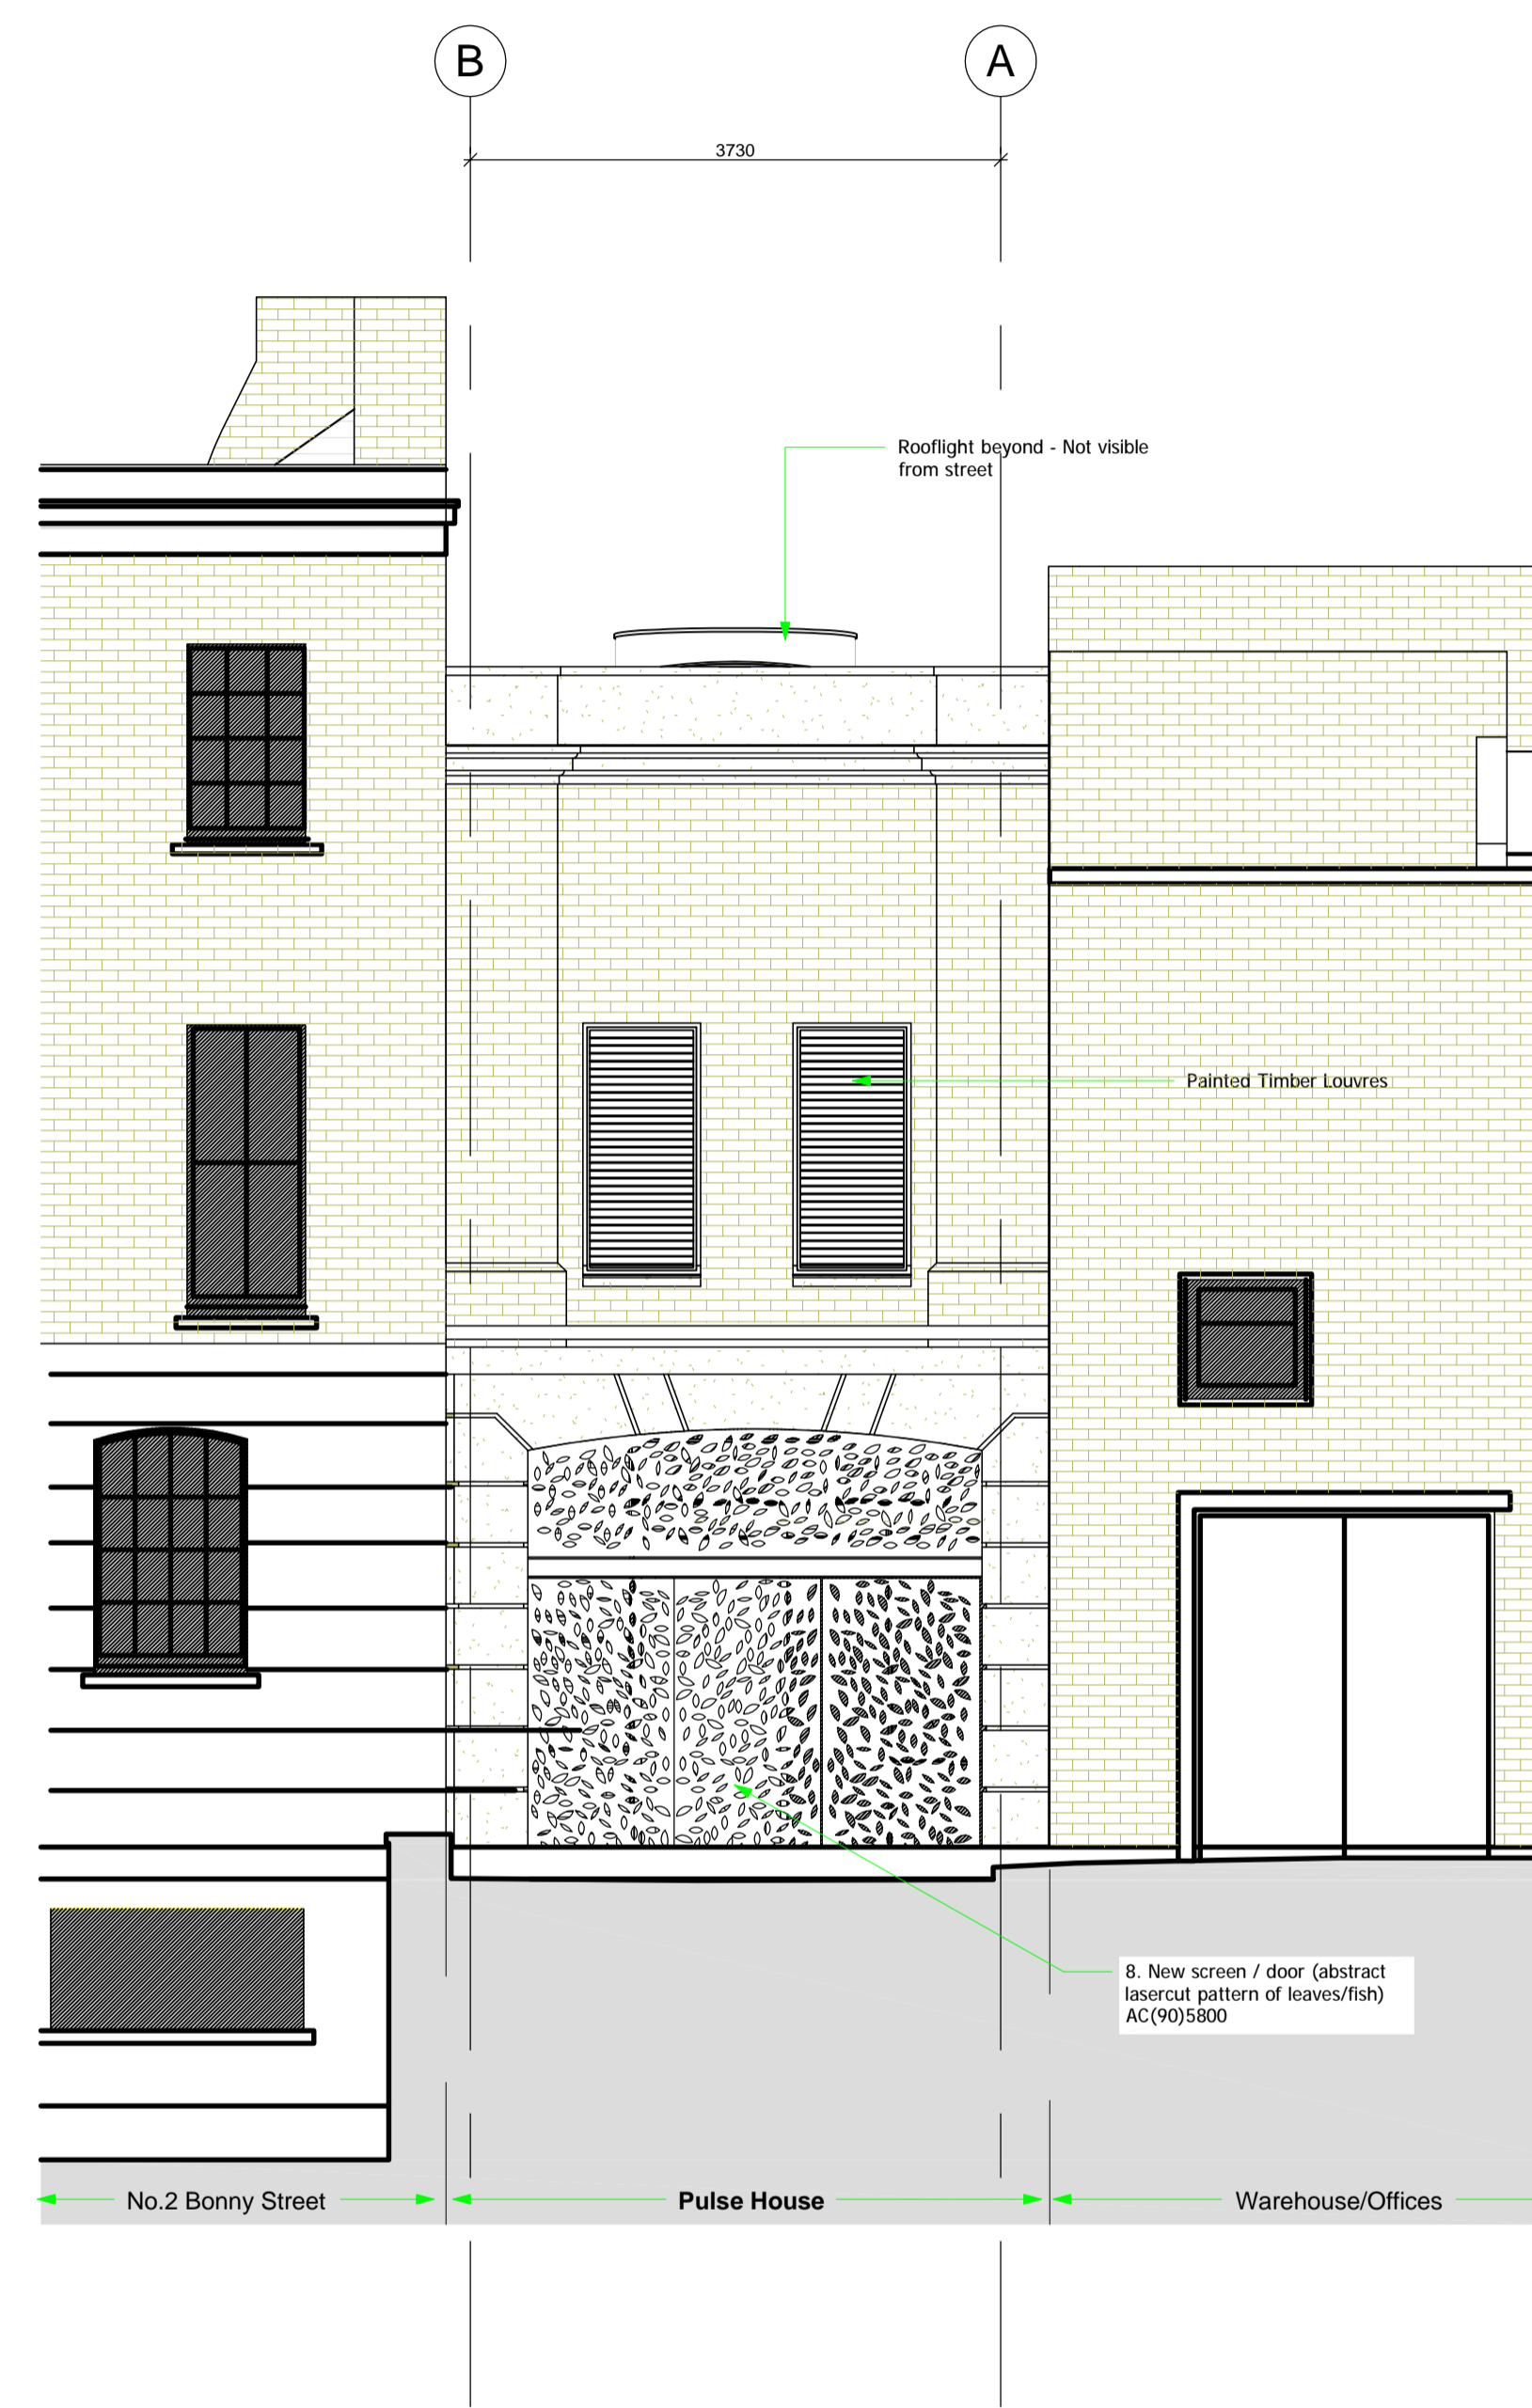 B
A
3730
Rooflight beyond - Not visible
from street
Painted Timber Louvres
8. New screen / door (abstract
lasercut pattern of leaves/fish)
AC(90)5800
No.2 Bonny Street
Pulse House
Warehouse/Offices